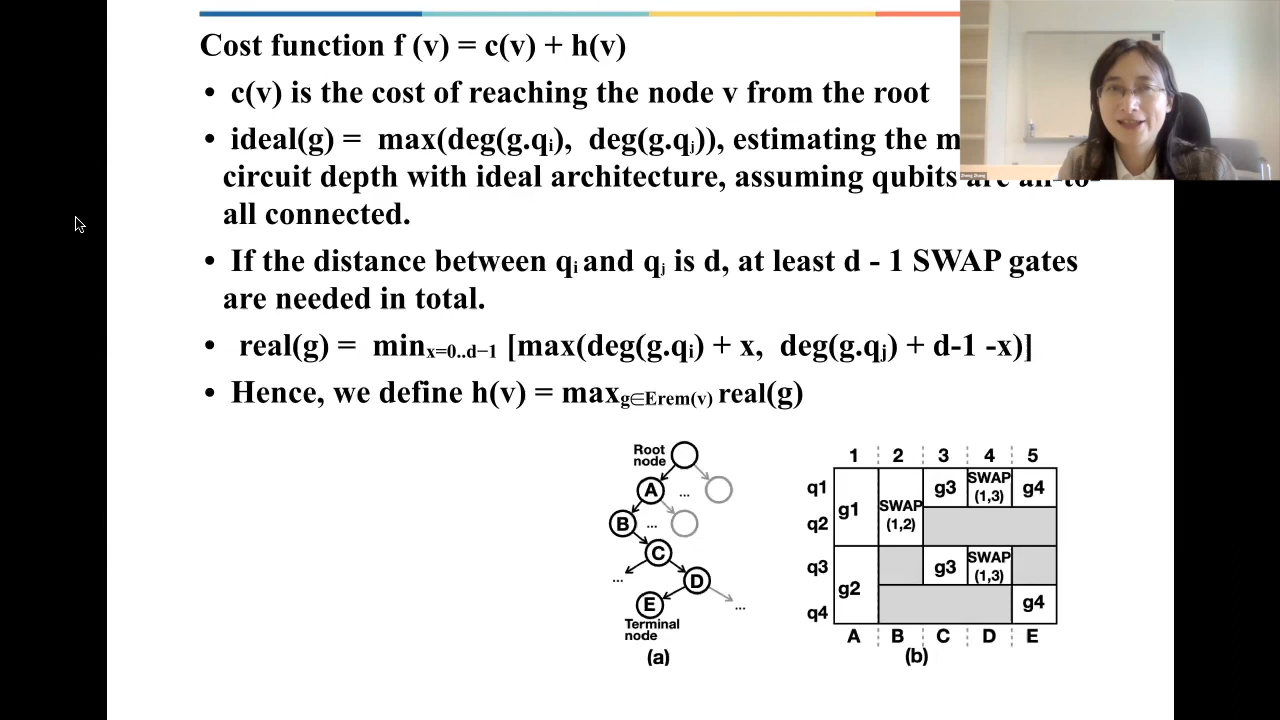 Cost function f (v) = c(v) + h(v)
• c(v) is the cost of reaching the node v from the root
• ideal(g) = max(deg(g.qᵢ), deg(g.qⱼ)), estimating the m
circuit depth with ideal architecture, assuming qubits are all-to-
all connected.
• If the distance between qᵢ and qⱼ is d, at least d - 1 SWAP gates
are needed in total.
• real(g) = minₓ₌₀..d−1 [max(deg(g.qᵢ) + x, deg(g.qⱼ) + d-1 -x)]
• Hence, we define h(v) = max g∈Erem(v) real(g)
Root
node
A ...
B ...
C
... D
E ...
Terminal
node
(a)
1 2 3 4 5
q1 g3 SWAP (1,3) g4
g1 SWAP (1,2)
q2
q3 g3 SWAP (1,3)
g2
q4 g4
A B C D E
(b)